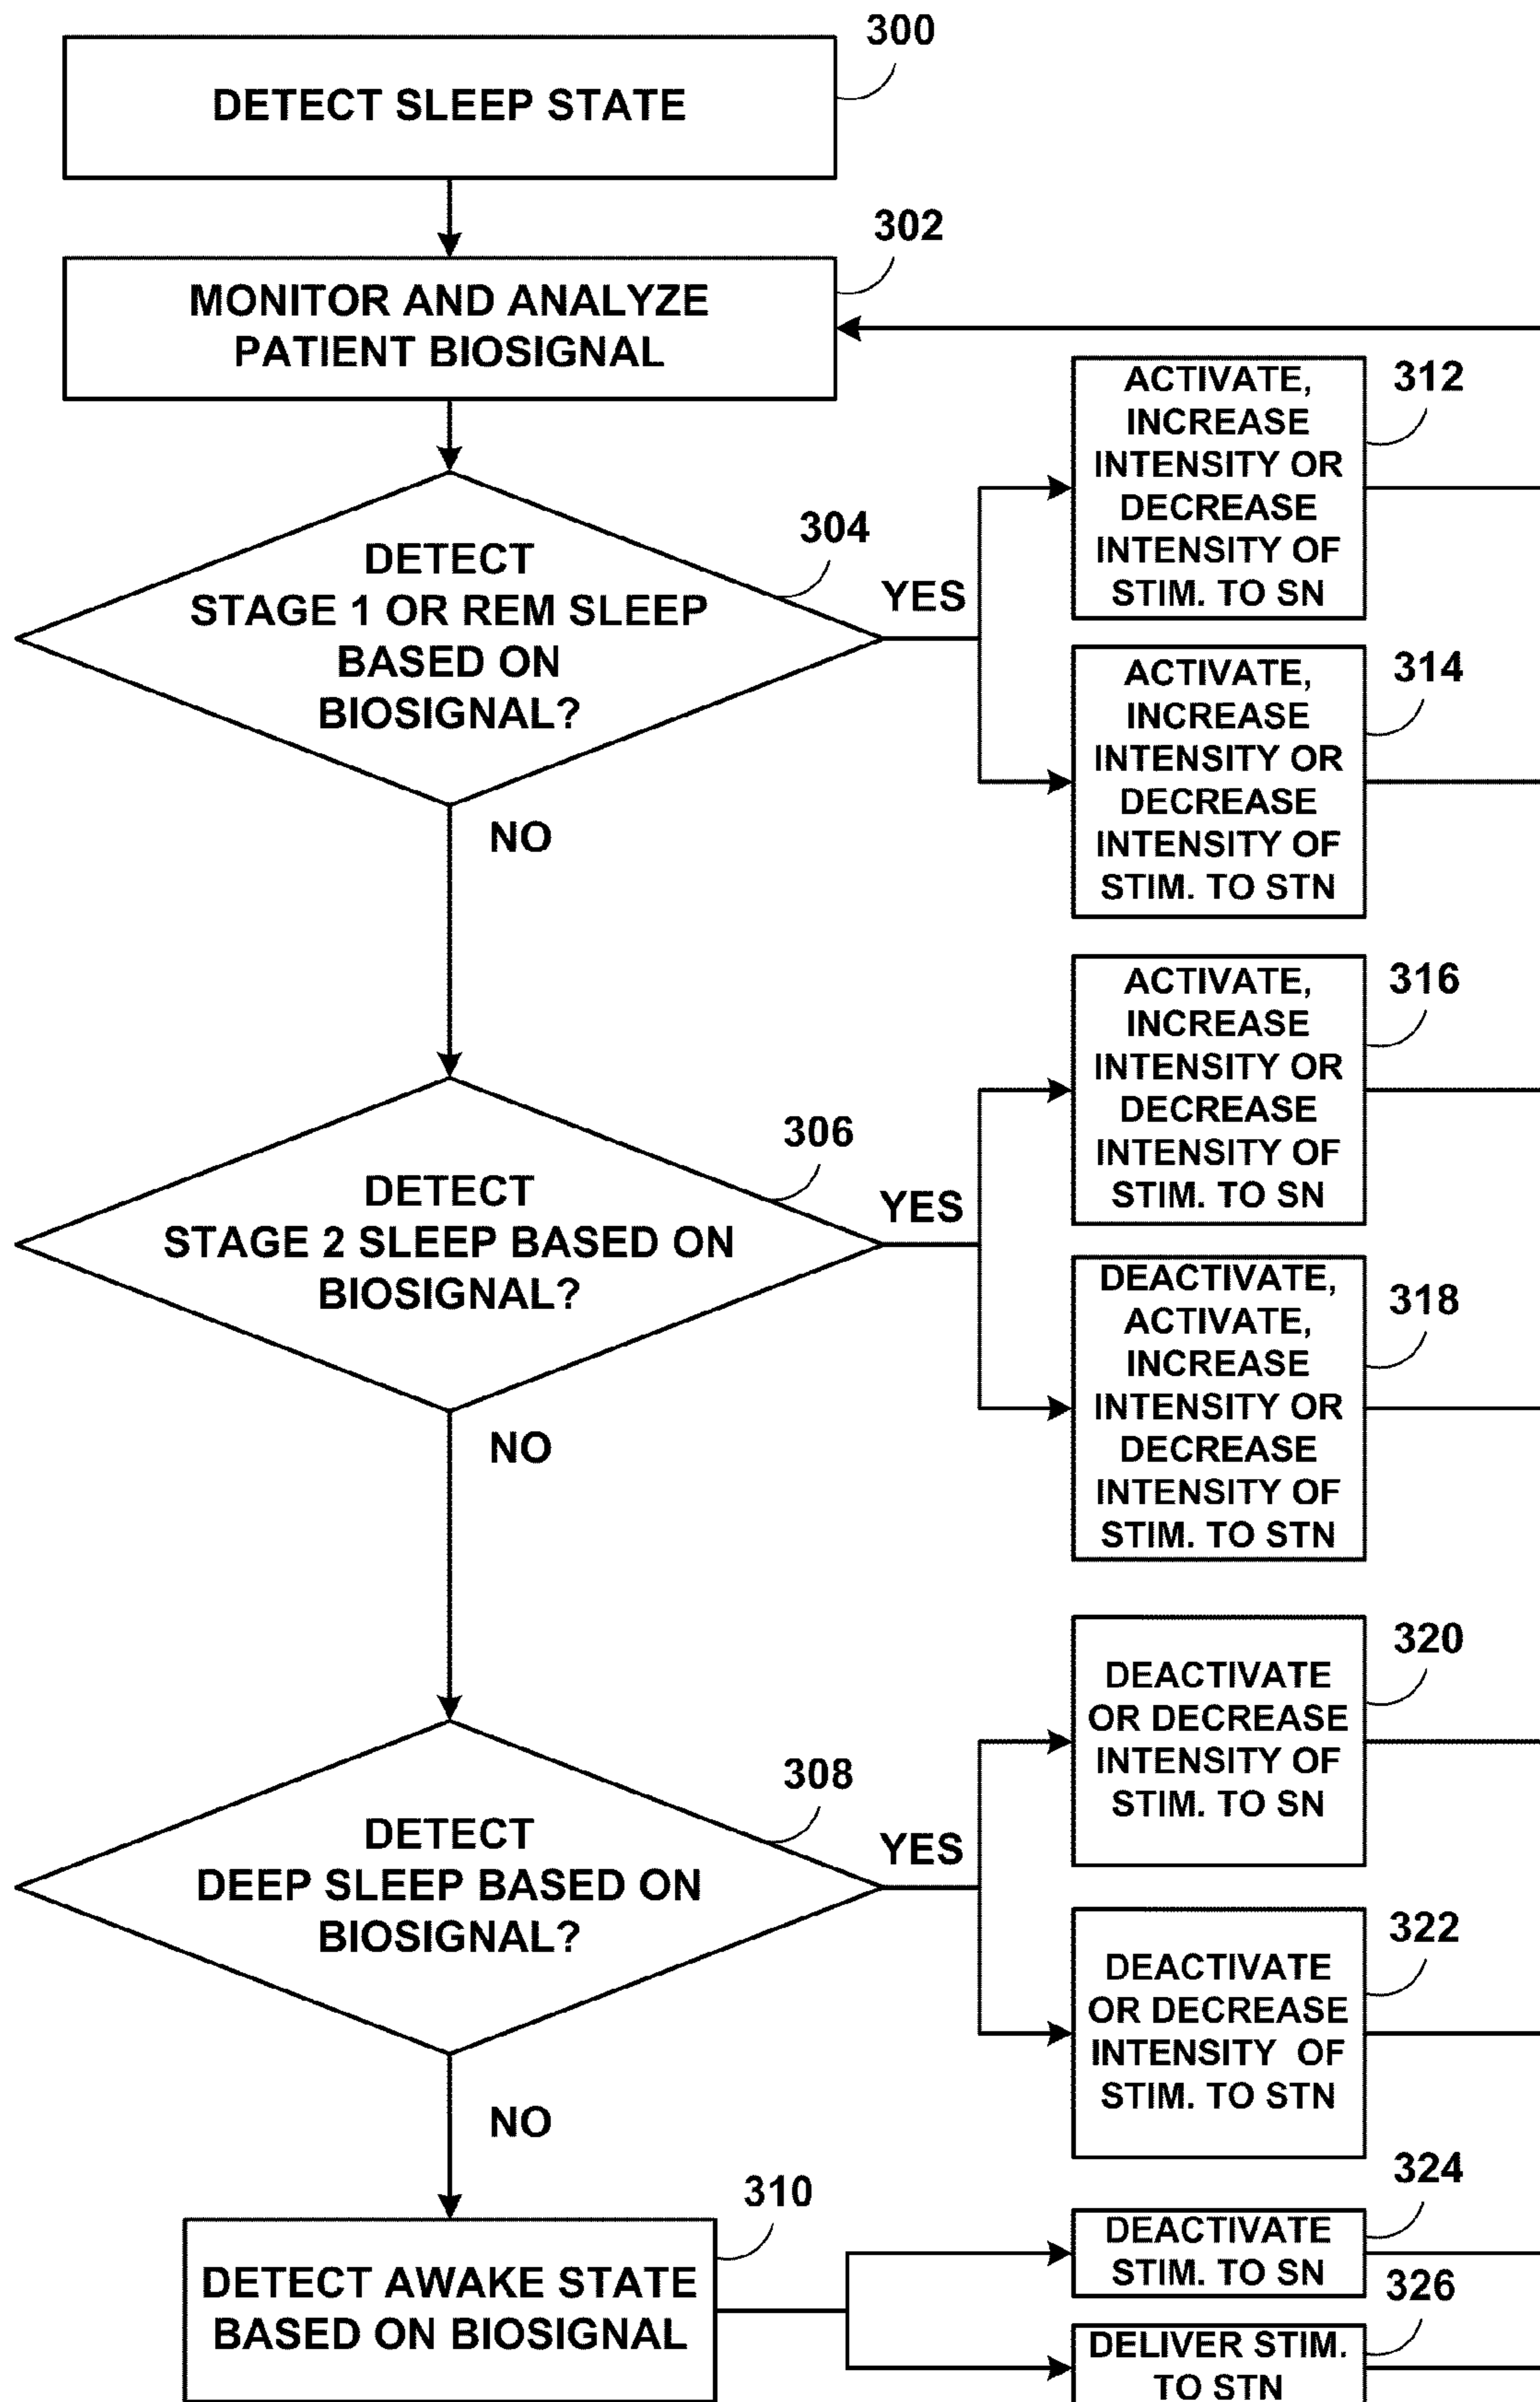 300
DETECT SLEEP STATE
302
MONITOR AND ANALYZE
PATIENT BIOSIGNAL
304
DETECT
STAGE 1 OR REM SLEEP
BASED ON
BIOSIGNAL?
YES
NO
312
ACTIVATE,
INCREASE
INTENSITY OR
DECREASE
INTENSITY OF
STIM. TO SN
314
ACTIVATE,
INCREASE
INTENSITY OR
DECREASE
INTENSITY OF
STIM. TO STN
306
DETECT
STAGE 2 SLEEP BASED ON
BIOSIGNAL?
YES
NO
316
ACTIVATE,
INCREASE
INTENSITY OR
DECREASE
INTENSITY OF
STIM. TO SN
318
DEACTIVATE,
ACTIVATE,
INCREASE
INTENSITY OR
DECREASE
INTENSITY OF
STIM. TO STN
308
DETECT
DEEP SLEEP BASED ON
BIOSIGNAL?
YES
NO
320
DEACTIVATE
OR DECREASE
INTENSITY OF
STIM. TO SN
322
DEACTIVATE
OR DECREASE
INTENSITY OF
STIM. TO STN
310
DETECT AWAKE STATE
BASED ON BIOSIGNAL
324
DEACTIVATE
STIM. TO SN
326
DELIVER STIM.
TO STN